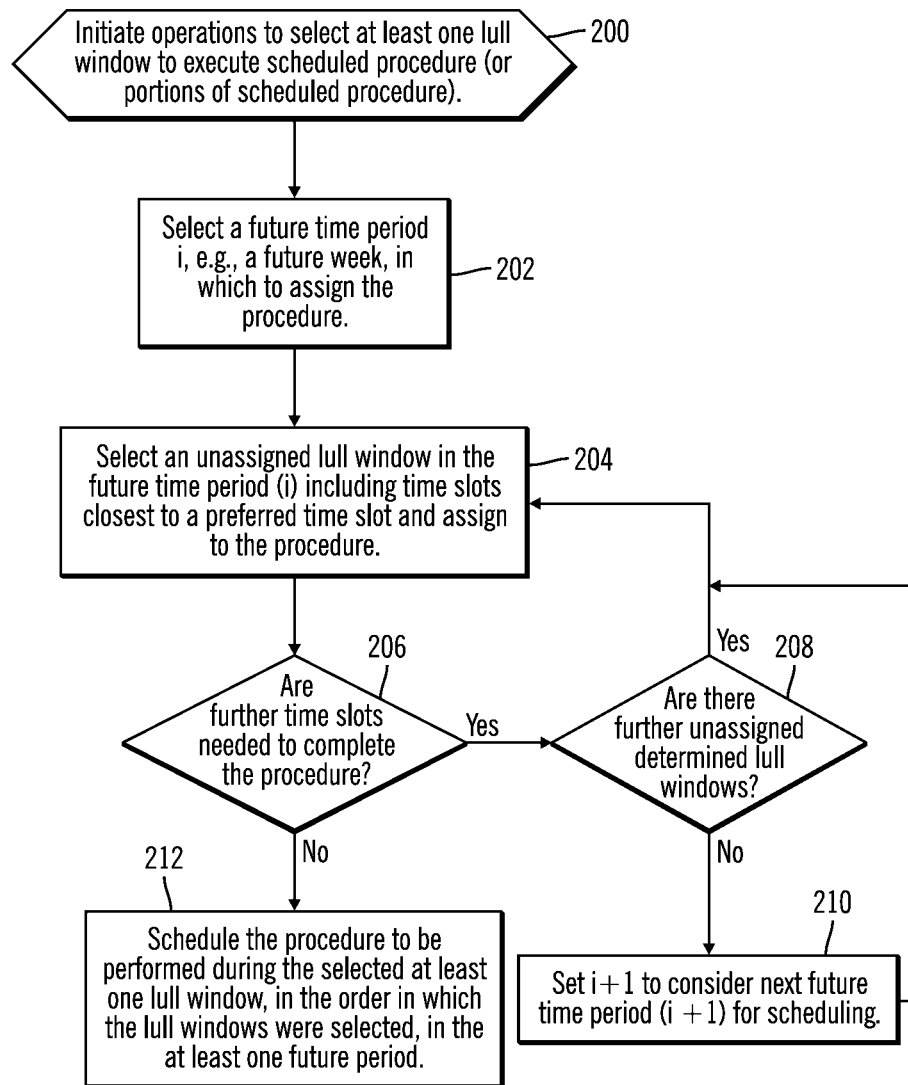 Initiate operations to select at least one lull
window to execute scheduled procedure (or
portions of scheduled procedure).
200
Select a future time period
i, e.g., a future week, in
which to assign the
procedure.
202
Select an unassigned lull window in the
future time period (i) including time slots
closest to a preferred time slot and assign
to the procedure.
204
206
Are
further time slots
needed to complete
the procedure?
Yes
No
Yes
208
Are there
further unassigned
determined lull
windows?
No
212
Schedule the procedure to be
performed during the selected at least
one lull window, in the order in which
the lull windows were selected, in the
at least one future period.
210
Set i+1 to consider next future
time period (i +1) for scheduling.